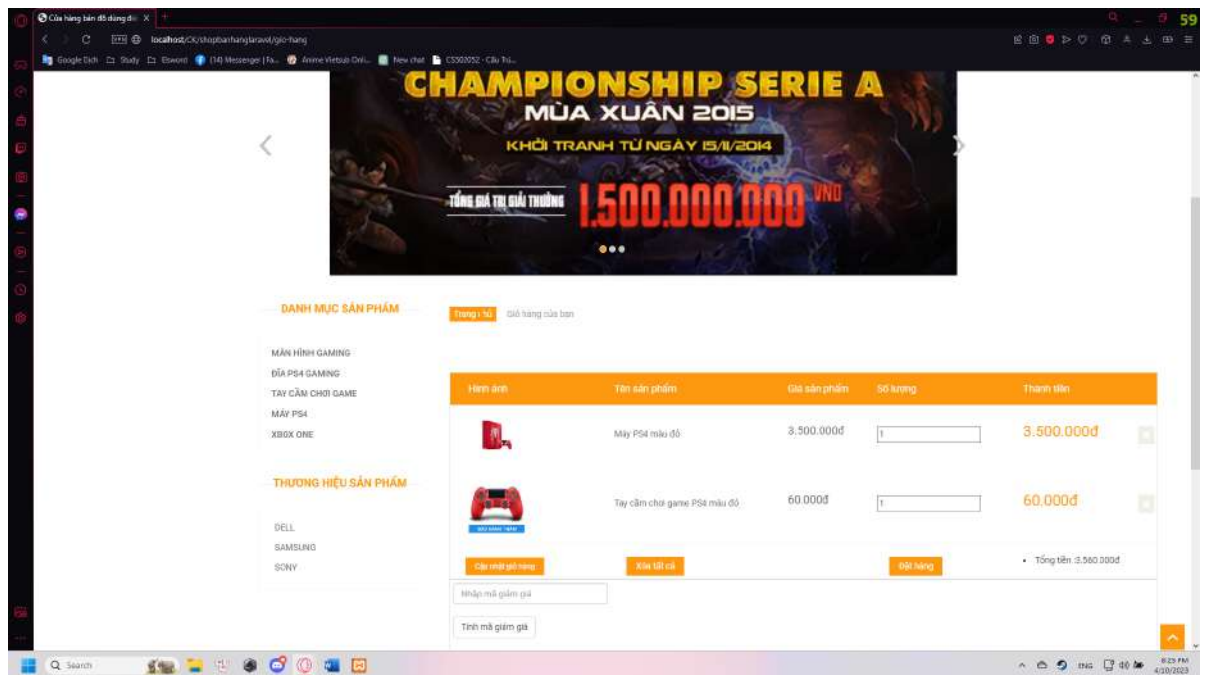 Cửa hàng bán đồ dùng đi
59
localhost/CK/shopbanhanglaravel/gio-hang
Google Dịch Study Esword (14) Messenger | Fa... Anime Vietsub Onli... New chat CS502052 - Cấu Trú...
CHAMPIONSHIP SERIE A
MÙA XUÂN 2015
KHỞI TRANH TỪ NGÀY 15/11/2014
TỔNG GIÁ TRỊ GIẢI THƯỞNG 1.500.000.000 VNĐ
DANH MỤC SẢN PHẨM
Trang chủ Giỏ hàng của bạn
MÀN HÌNH GAMING
ĐĨA PS4 GAMING
TAY CẦM CHƠI GAME
MÁY PS4
XBOX ONE
Hình ảnh Tên sản phẩm Giá sản phẩm Số lượng Thành tiền
Máy PS4 màu đỏ 3.500.000đ 1 3.500.000đ
THƯƠNG HIỆU SẢN PHẨM
Tay cầm chơi game PS4 màu đỏ 60.000đ 1 60.000đ
DELL
SAMSUNG
SONY
Cập nhật giỏ hàng Xóa tất cả Đặt hàng Tổng tiền :3.560.000đ
Nhập mã giảm giá
Tính mã giảm giá
Search
ENG
8:23 PM
4/10/2023